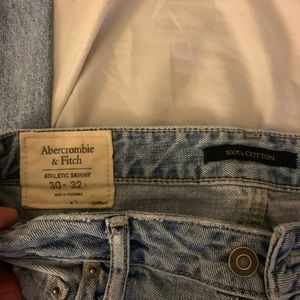 Abercrombie
& Fitch
ATHLETIC SKINNY
30 32
100% COTTON